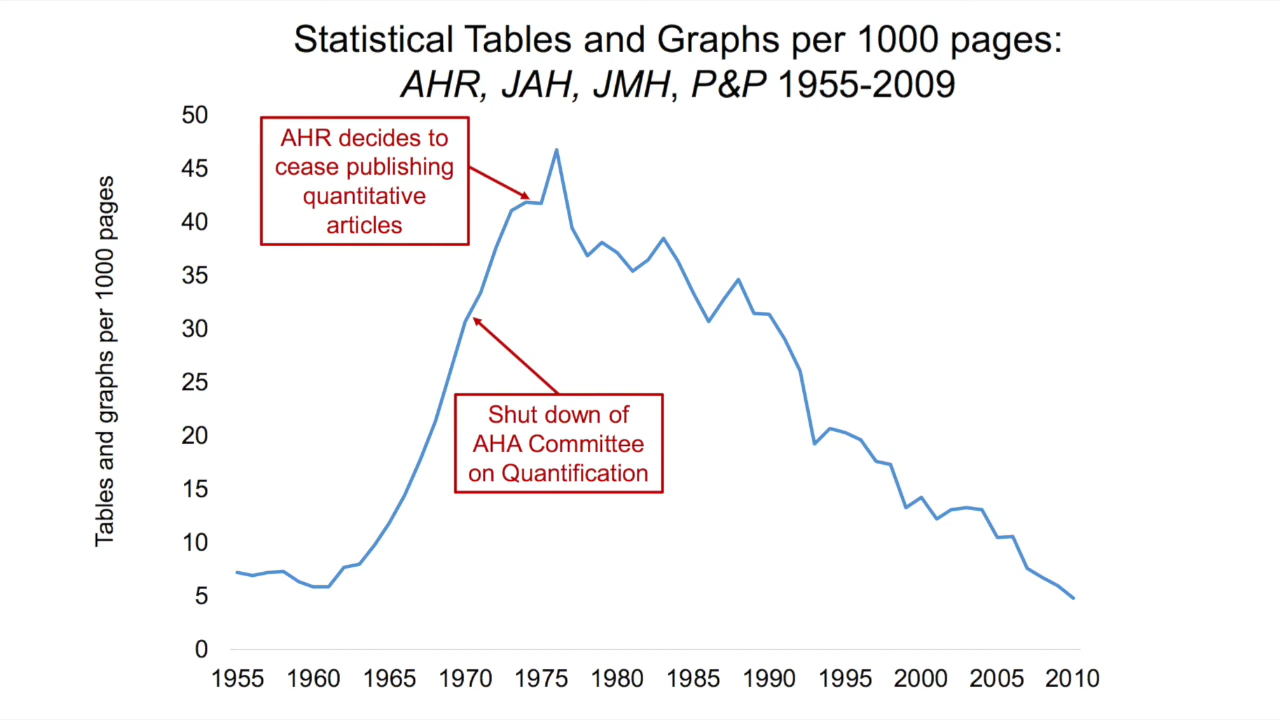 Statistical Tables and Graphs per 1000 pages:
AHR, JAH, JMH, P&P 1955-2009
Tables and graphs per 1000 pages
50
45
40
35
30
25
20
15
10
5
0
AHR decides to
cease publishing
quantitative
articles
Shut down of
AHA Committee
on Quantification
1955 1960 1965 1970 1975 1980 1985 1990 1995 2000 2005 2010